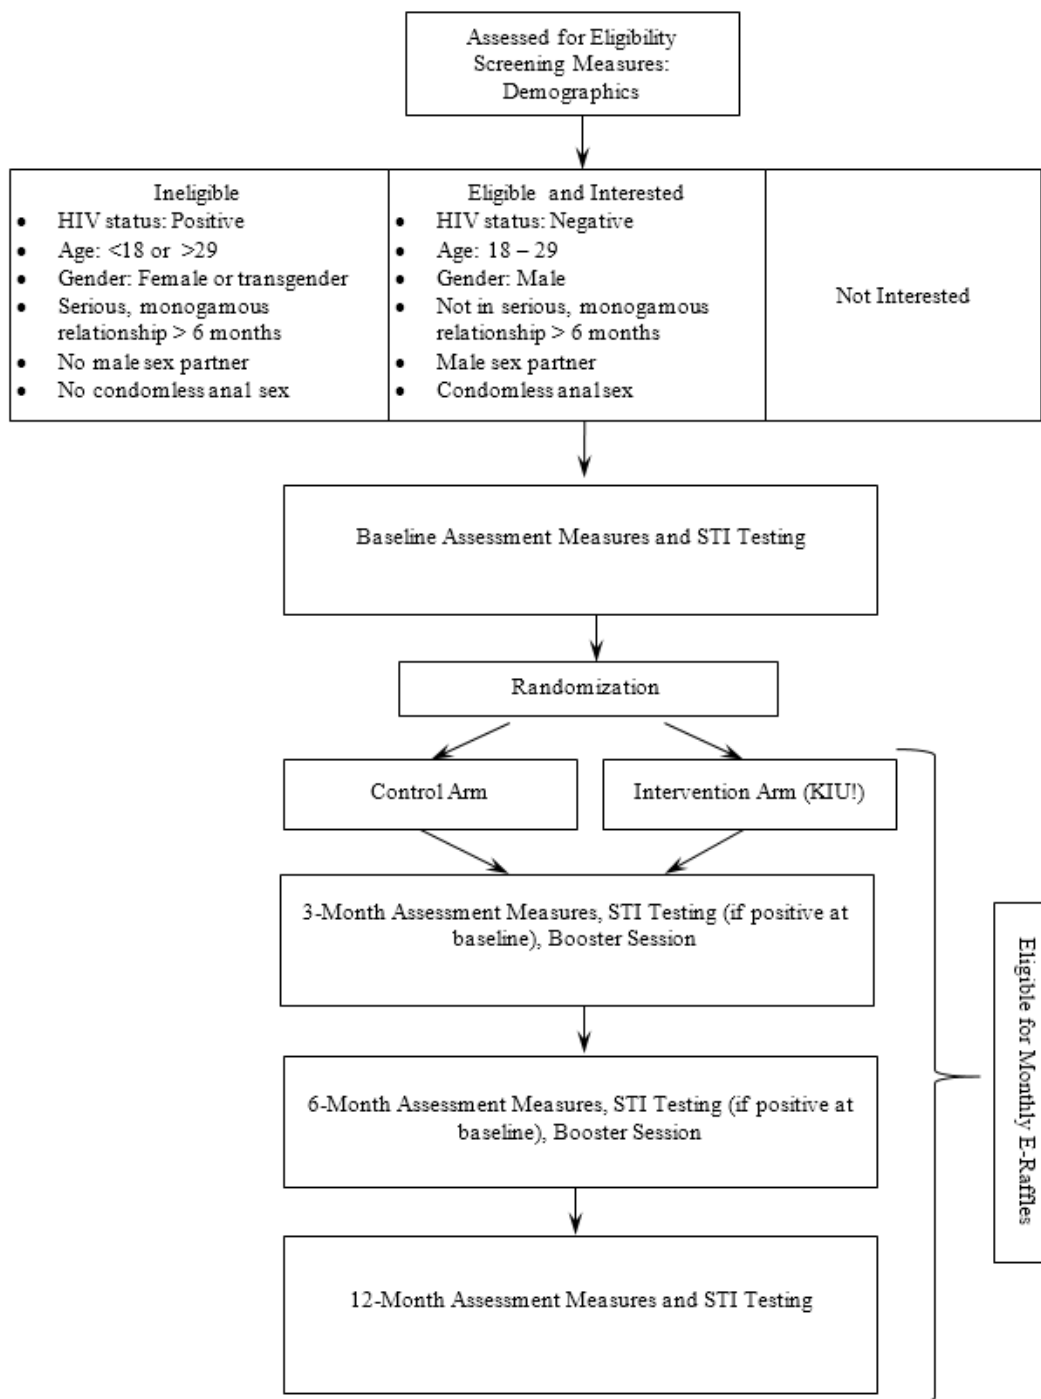 Assessed for Eligibility
Screening Measures:
Demographics
Ineligible
• HIV status: Positive
• Age: <18 or >29
• Gender: Female or transgender
• Serious, monogamous
relationship > 6 months
• No male sex partner
• No condomless anal sex
Eligible and Interested
• HIV status: Negative
• Age: 18 – 29
• Gender: Male
• Not in serious, monogamous
relationship > 6 months
• Male sex partner
• Condomless anal sex
Not Interested
Baseline Assessment Measures and STI Testing
Randomization
Control Arm
Intervention Arm (KIU!)
3-Month Assessment Measures, STI Testing (if positive at
baseline), Booster Session
6-Month Assessment Measures, STI Testing (if positive at
baseline), Booster Session
12-Month Assessment Measures and STI Testing
Eligible for Monthly E-Raffles